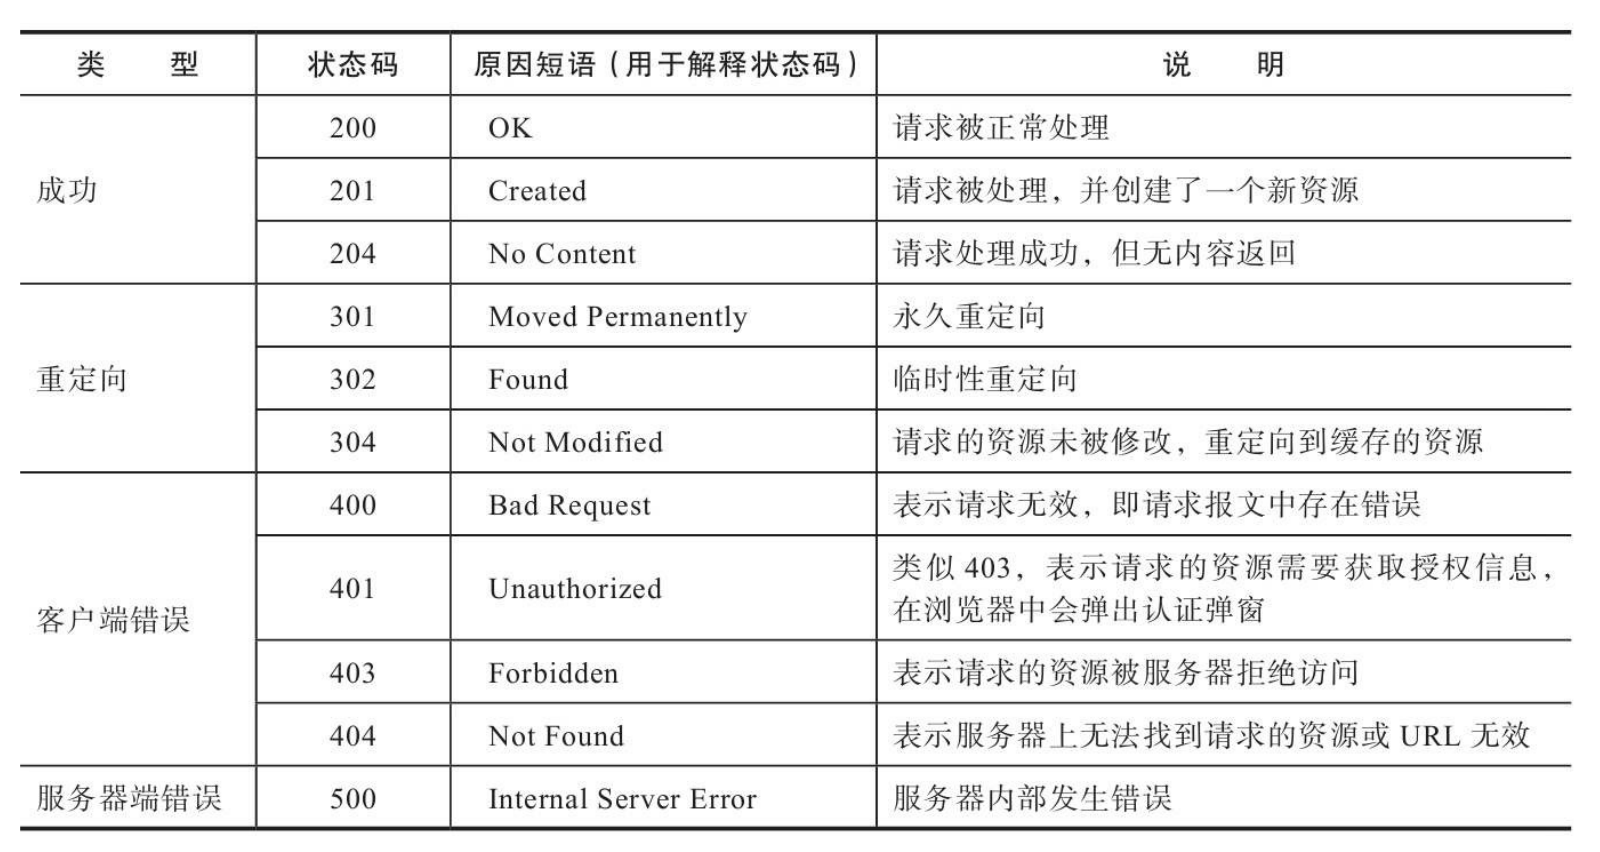 类 型 状态码 原因短语（用于解释状态码） 说 明
成功
200 OK 请求被正常处理
201 Created 请求被处理，并创建了一个新资源
204 No Content 请求处理成功，但无内容返回
重定向
301 Moved Permanently 永久重定向
302 Found 临时性重定向
304 Not Modified 请求的资源未被修改，重定向到缓存的资源
客户端错误
400 Bad Request 表示请求无效，即请求报文中存在错误
401 Unauthorized 类似 403，表示请求的资源需要获取授权信息，
在浏览器中会弹出认证弹窗
403 Forbidden 表示请求的资源被服务器拒绝访问
404 Not Found 表示服务器上无法找到请求的资源或 URL 无效
服务器端错误 500 Internal Server Error 服务器内部发生错误